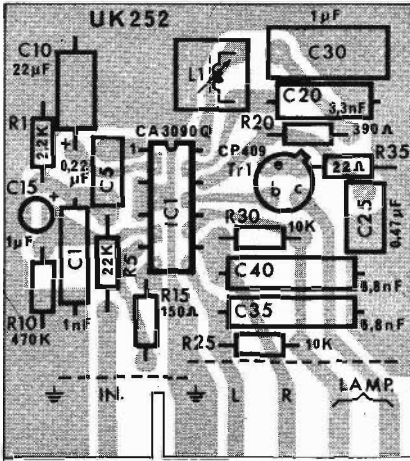 UK252
1µF
C10
22µF
L1
C30
C20
3,3nF
R20
390Ω
R1
2.2K
+
0,22
µF
C5
CA3090Q
1
CP409
Tr1
e
b c
22Ω
R35
C15
+
1µF
C1
22K
R5
IC1
R30
10K
C25
0,47µF
C40
6,8nF
R10
470K
1nF
R15
150Ω
C35
6,8nF
R25
10K
IN.
L
R
LAMP.